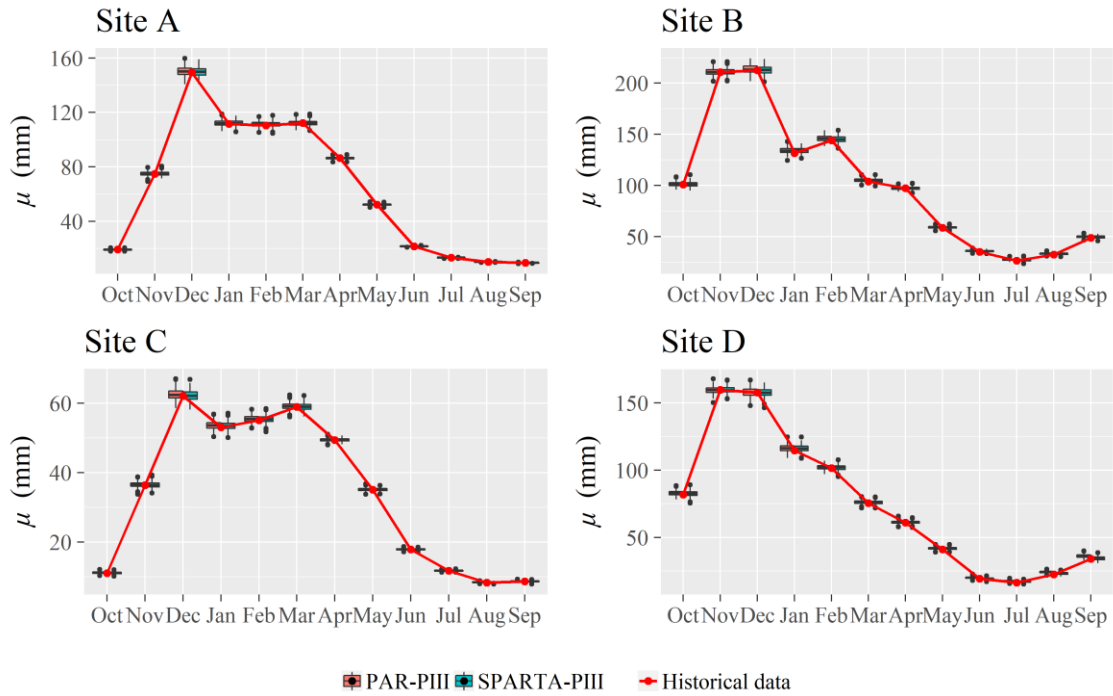 Site A
Site B
160
120
80
40
μ (mm)
Oct Nov Dec Jan Feb Mar Apr May Jun Jul Aug Sep
200
150
100
50
μ (mm)
Oct Nov Dec Jan Feb Mar Apr May Jun Jul Aug Sep
Site C
Site D
60
40
20
μ (mm)
Oct Nov Dec Jan Feb Mar Apr May Jun Jul Aug Sep
150
100
50
μ (mm)
Oct Nov Dec Jan Feb Mar Apr May Jun Jul Aug Sep
PAR-PIII SPARTA-PIII Historical data